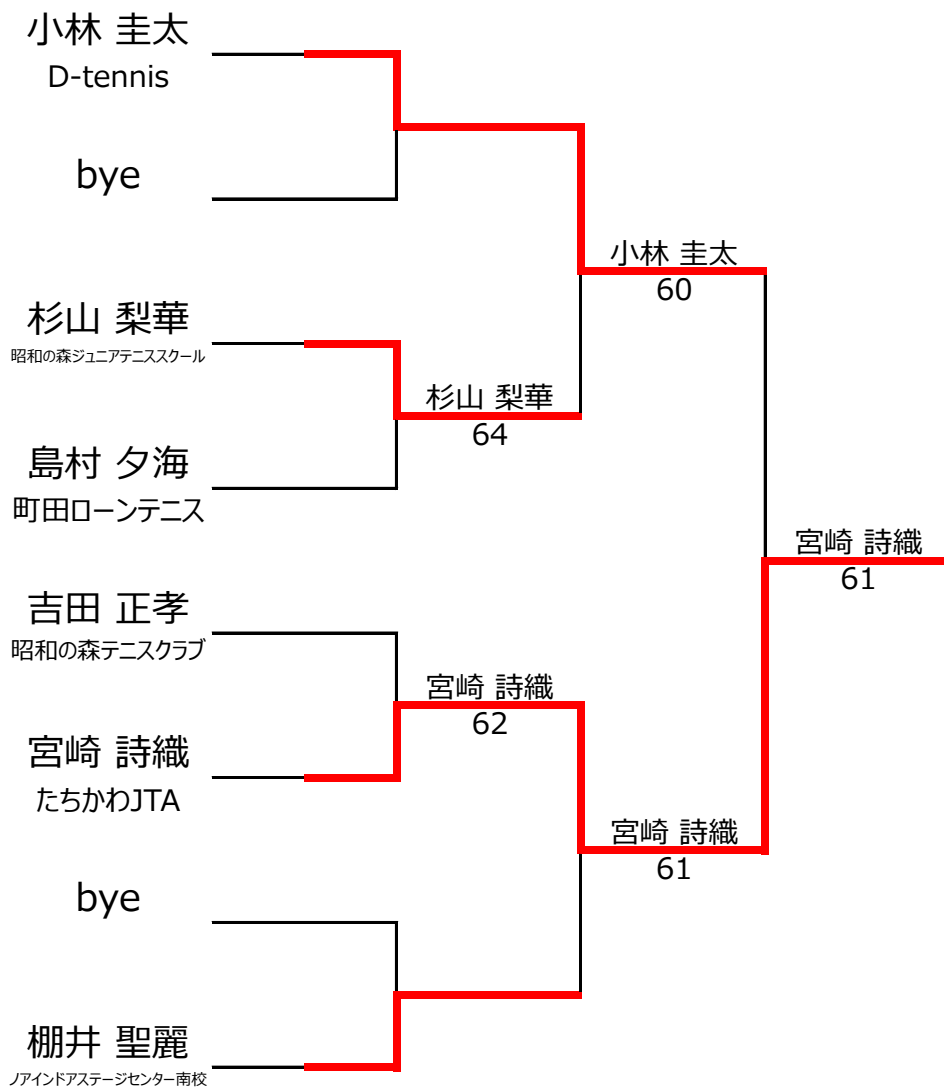 小林 圭太
D-tennis
bye
小林 圭太
60
杉山 梨華
昭和の森ジュニアテニススクール
杉山 梨華
64
島村 夕海
町田ローンテニス
宮崎 詩織
61
吉田 正孝
昭和の森テニスクラブ
宮崎 詩織
62
宮崎 詩織
たちかわJTA
宮崎 詩織
61
bye
棚井 聖麗
ノアインドアステージセンター南校